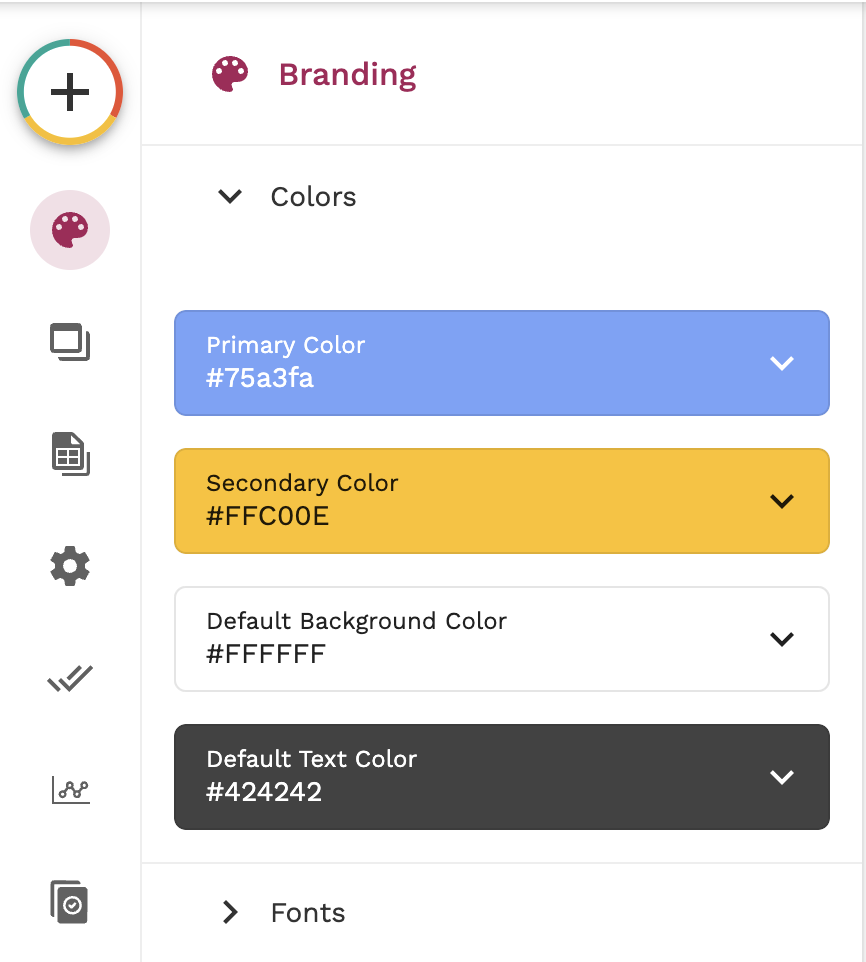 Branding
Colors
Primary Color
#75a3fa
Secondary Color
#FFC00E
Default Background Color
#FFFFFF
Default Text Color
#424242
Fonts